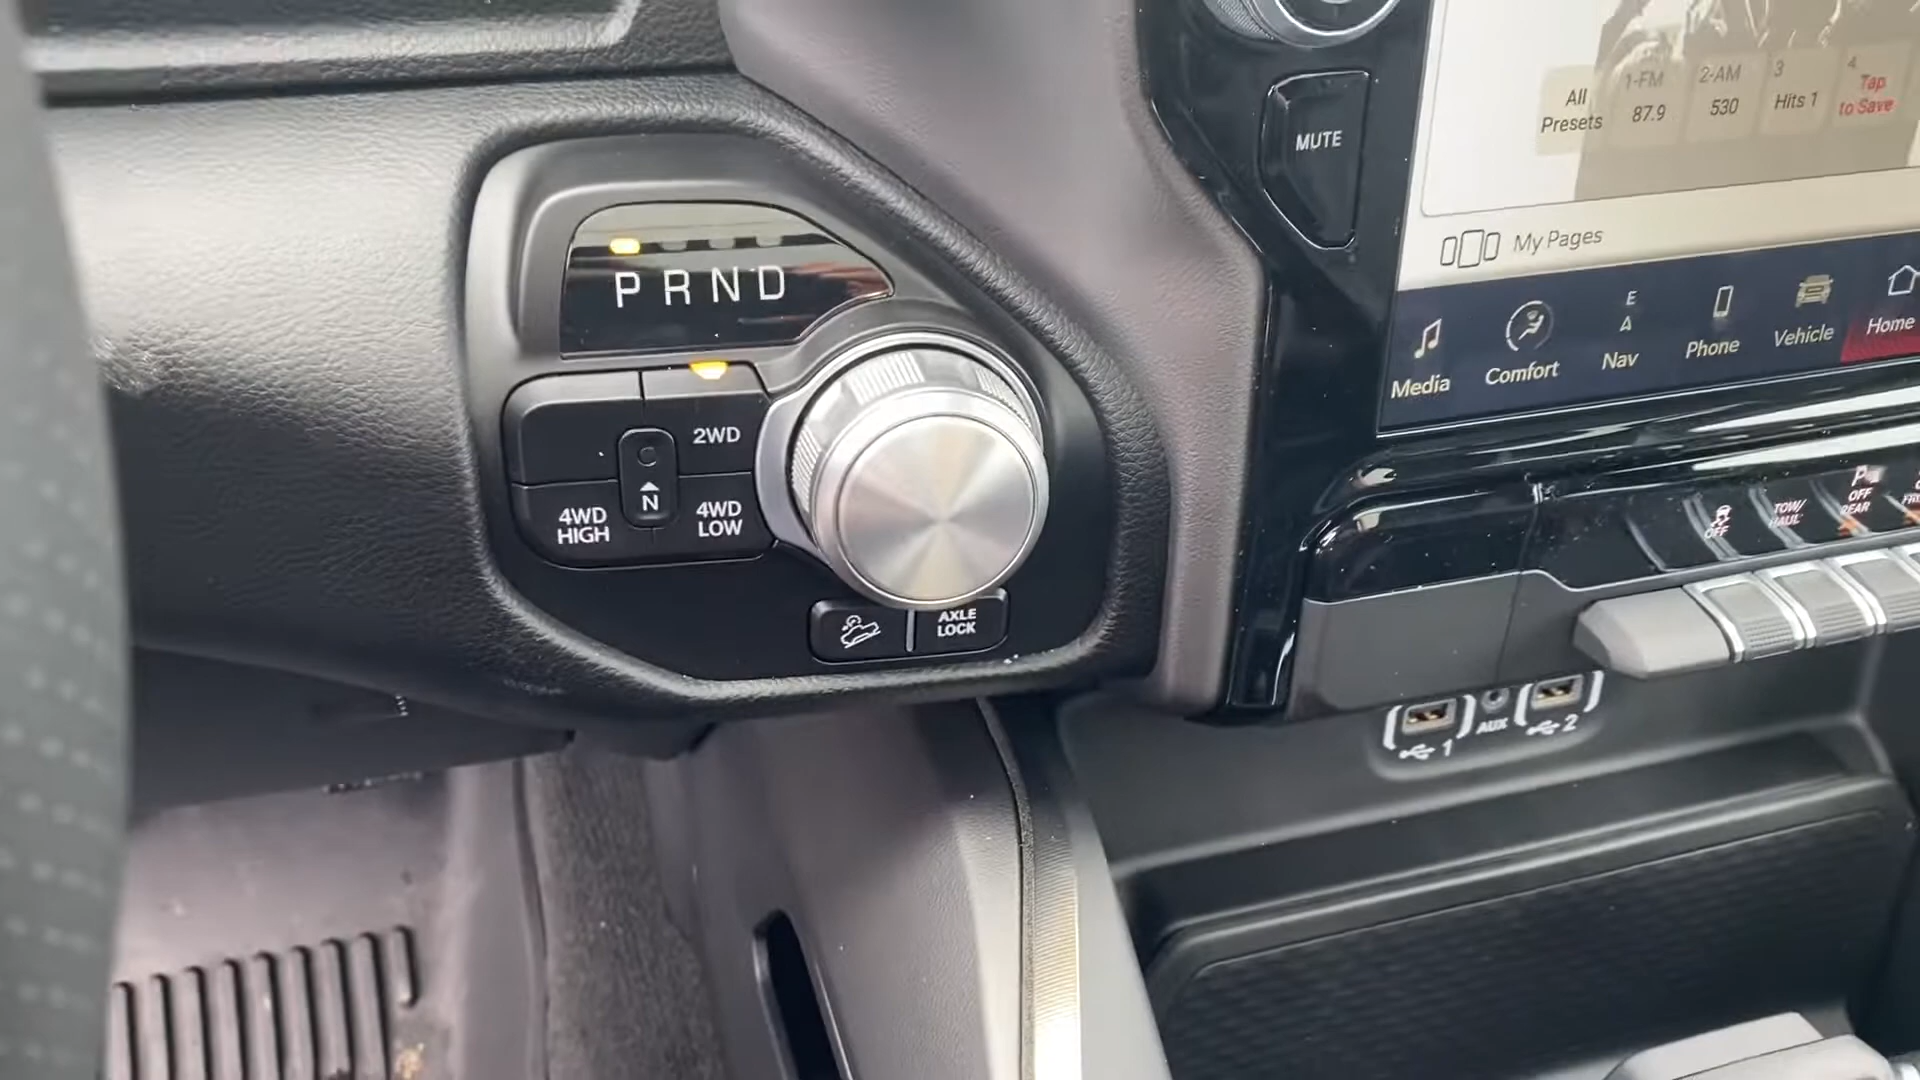 All
Presets
1-FM
87.9
2-AM
530
3
Hits 1
4
Tap
to Save
MUTE
My Pages
Media
Comfort
E
A
Nav
Phone
Vehicle
Home
P R N D
2WD
N
4WD
HIGH
4WD
LOW
AXLE
LOCK
OFF
TOW/
HAUL
P
OFF
REAR
1
AUX
2